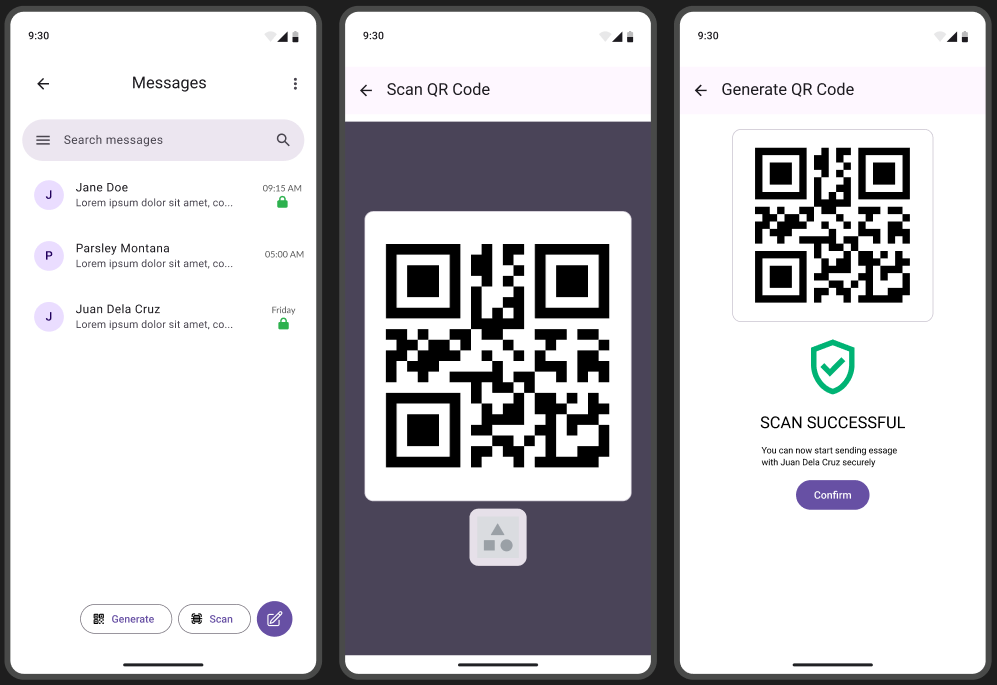 9:30
Messages
Search messages
J
Jane Doe
09:15 AM
Lorem ipsum dolor sit amet, co...
P
Parsley Montana
05:00 AM
Lorem ipsum dolor sit amet, co...
J
Juan Dela Cruz
Friday
Lorem ipsum dolor sit amet, co...
Generate
Scan
9:30
Scan QR Code
9:30
Generate QR Code
SCAN SUCCESSFUL
You can now start sending essage
with Juan Dela Cruz securely
Confirm